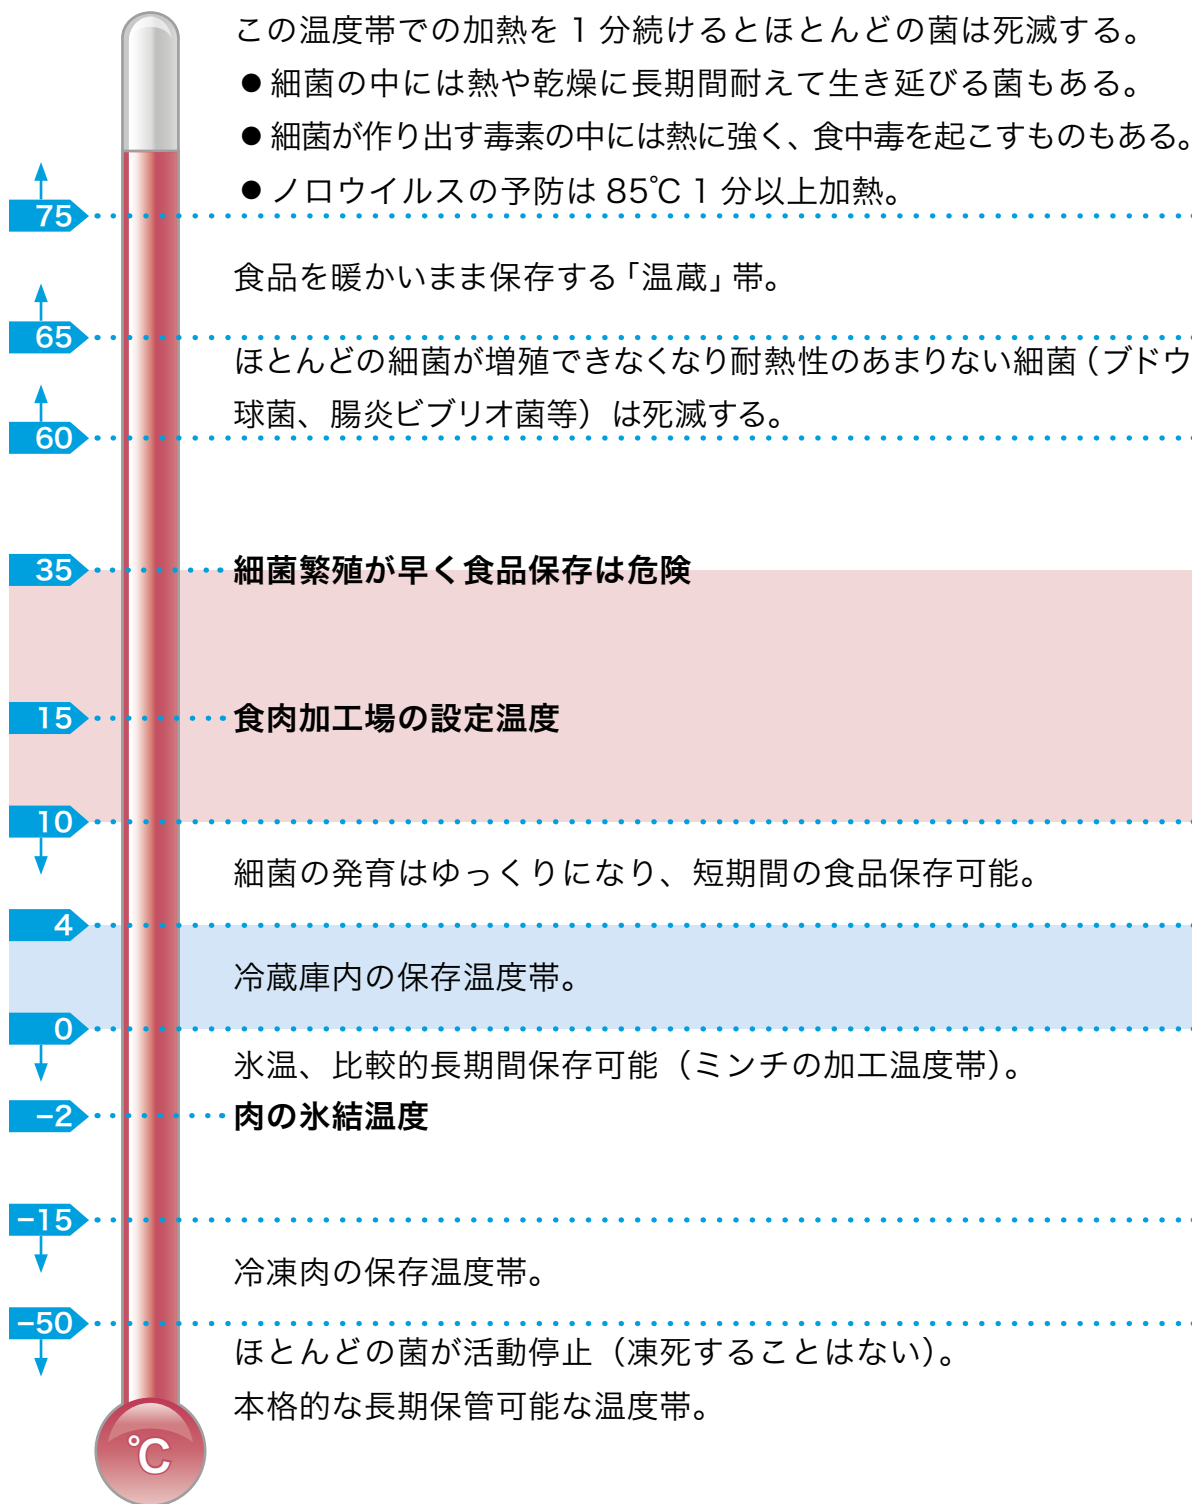 この温度帯での加熱を 1 分続けるとほとんどの菌は死滅する。
● 細菌の中には熱や乾燥に長期間耐えて生き延びる菌もある。
● 細菌が作り出す毒素の中には熱に強く、食中毒を起こすものもある。
● ノロウイルスの予防は 85℃ 1 分以上加熱。
75
食品を暖かいまま保存する「温蔵」帯。
65
ほとんどの細菌が増殖できなくなり耐熱性のあまりない細菌（ブドウ
球菌、腸炎ビブリオ菌等）は死滅する。
60
35 細菌繁殖が早く食品保存は危険
15 食肉加工場の設定温度
10
細菌の発育はゆっくりになり、短期間の食品保存可能。
4
冷蔵庫内の保存温度帯。
0
氷温、比較的長期間保存可能（ミンチの加工温度帯）。
−2 肉の氷結温度
−15
冷凍肉の保存温度帯。
−50
ほとんどの菌が活動停止（凍死することはない）。
本格的な長期保管可能な温度帯。
℃